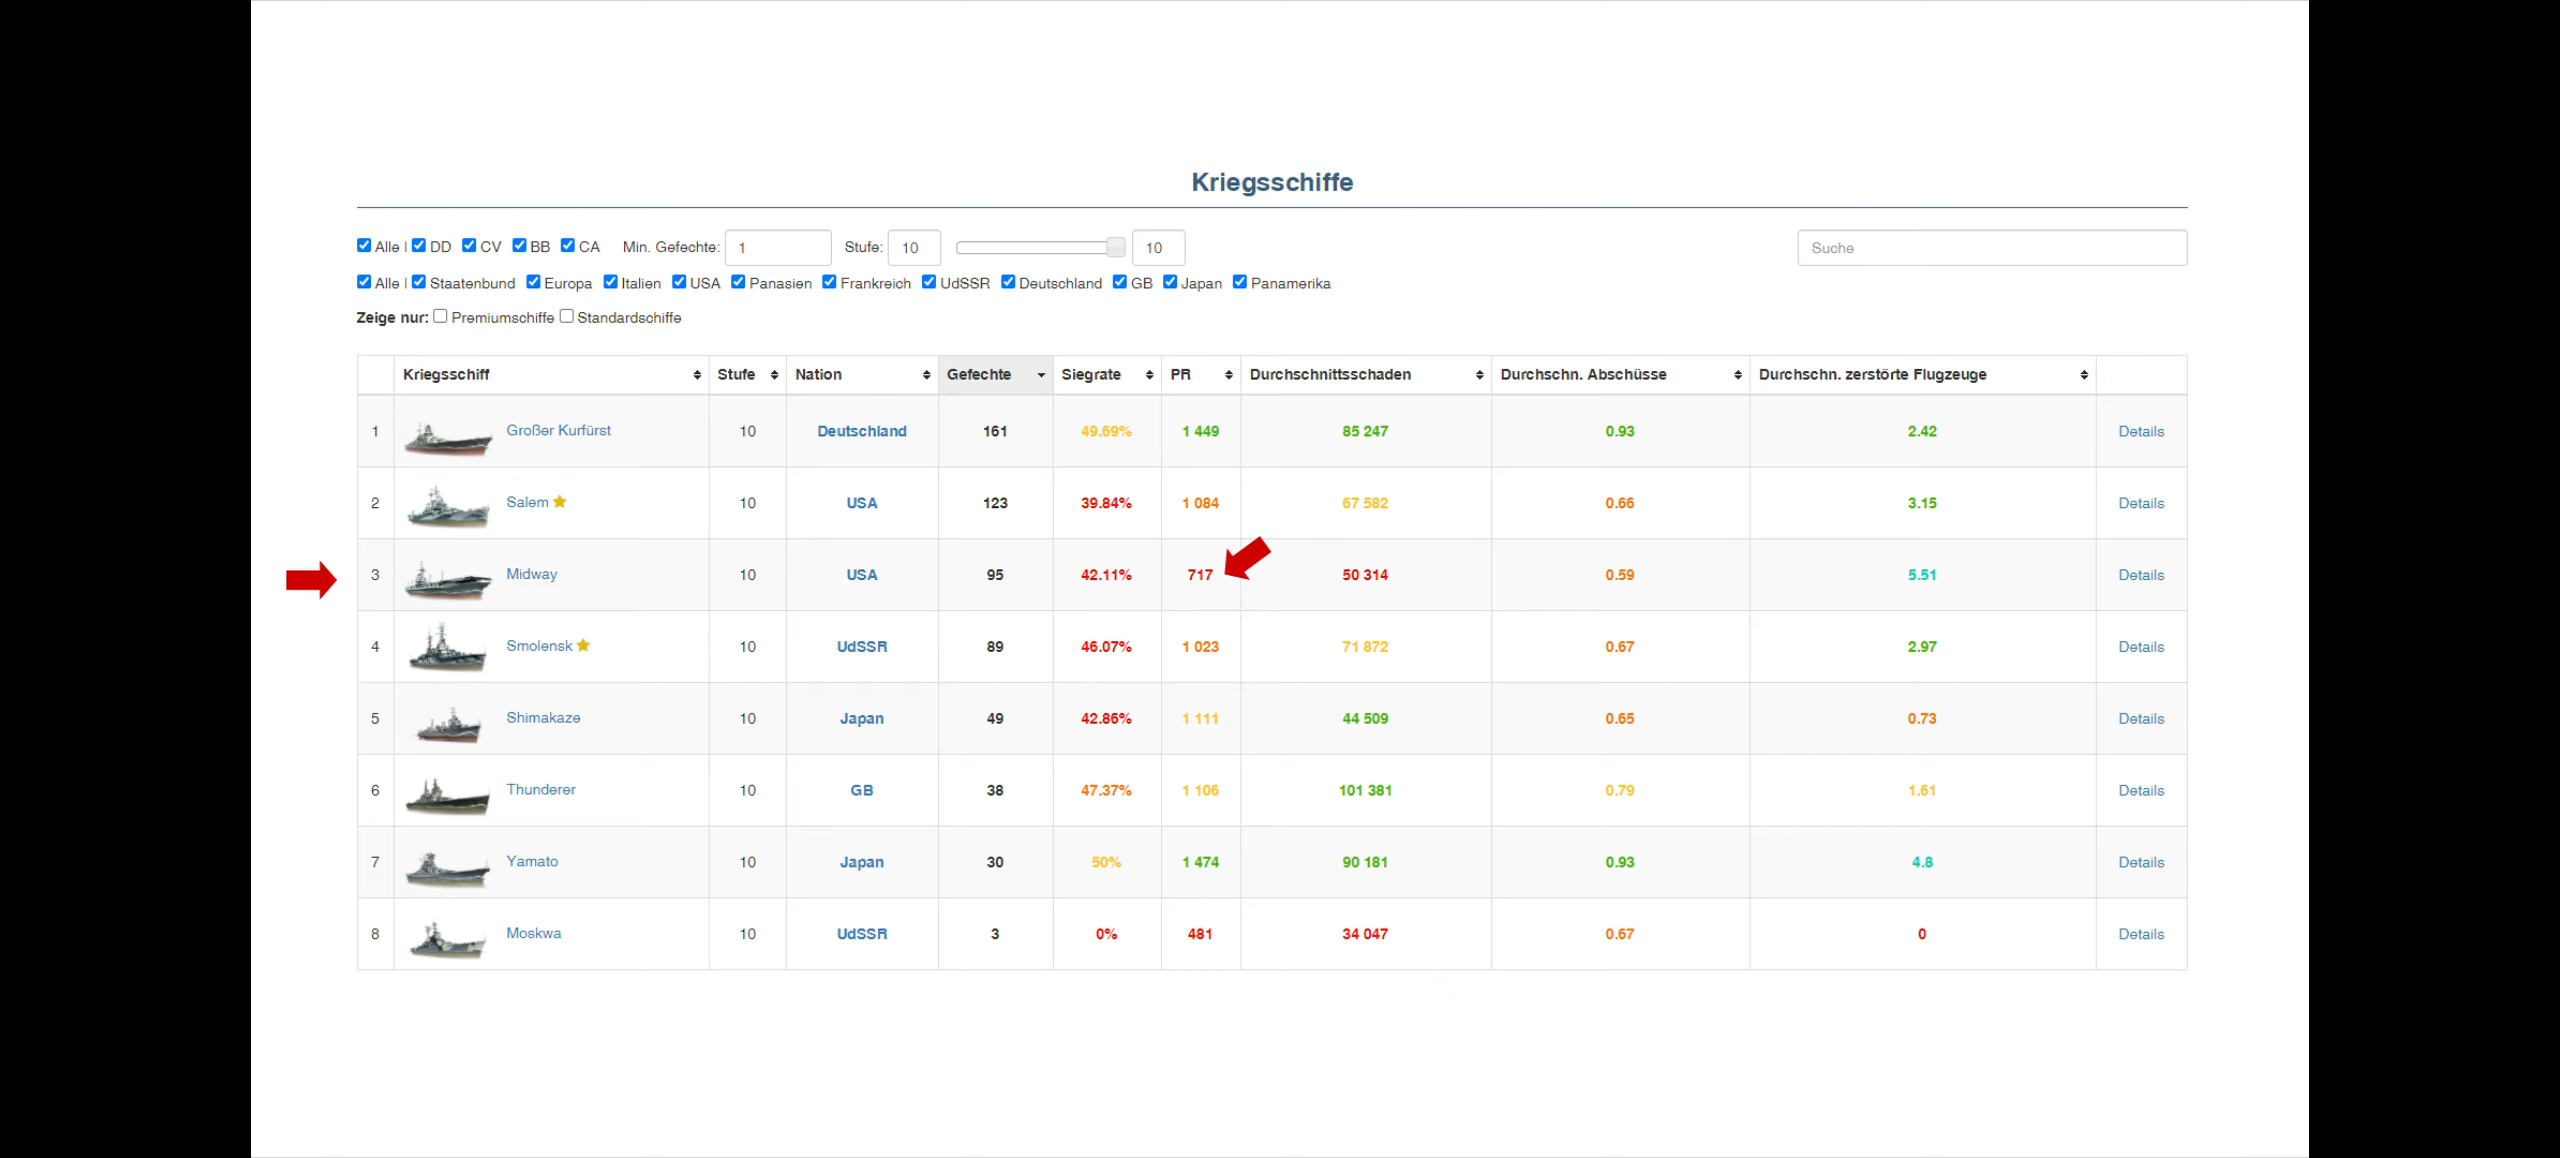 Kriegsschiffe
Alle | DD CV BB CA Min. Gefechte: 1 Stufe: 10 10 Suche
Alle | Staatenbund Europa Italien USA Panasien Frankreich UdSSR Deutschland GB Japan Panamerika
Zeige nur: Premiumschiffe Standardschiffe
Kriegsschiff Stufe Nation Gefechte Siegrate PR Durchschnittsschaden Durchschn. Abschüsse Durchschn. zerstörte Flugzeuge
1 Großer Kurfürst 10 Deutschland 161 49.69% 1 449 85 247 0.93 2.42 Details
2 Salem 10 USA 123 39.84% 1 084 67 582 0.66 3.15 Details
3 Midway 10 USA 95 42.11% 717 50 314 0.59 5.51 Details
4 Smolensk 10 UdSSR 89 46.07% 1 023 71 872 0.67 2.97 Details
5 Shimakaze 10 Japan 49 42.86% 1 111 44 509 0.65 0.73 Details
6 Thunderer 10 GB 38 47.37% 1 106 101 381 0.79 1.61 Details
7 Yamato 10 Japan 30 50% 1 474 90 181 0.93 4.8 Details
8 Moskwa 10 UdSSR 3 0% 481 34 047 0.67 0 Details